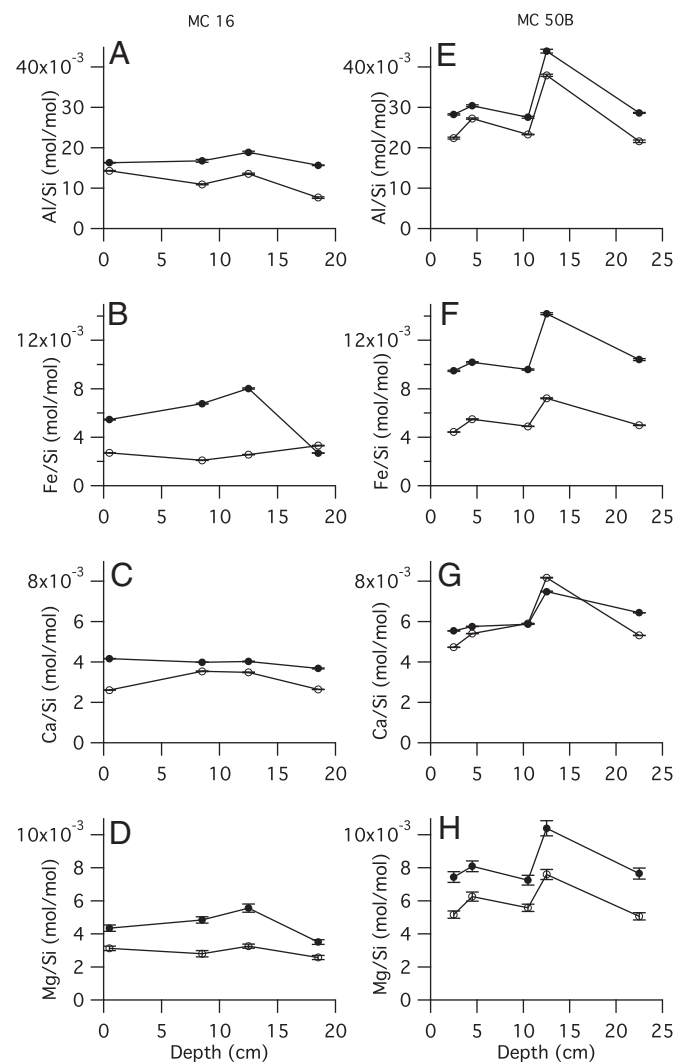 MC 16
MC 50B
A
Al/Si (mol/mol)
40x10-3
30
20
10
0
0 5 10 15 20
E
Al/Si (mol/mol)
40x10-3
30
20
10
0
0 5 10 15 20 25
B
Fe/Si (mol/mol)
12x10-3
8
4
0
0 5 10 15 20
F
Fe/Si (mol/mol)
12x10-3
8
4
0
0 5 10 15 20 25
C
Ca/Si (mol/mol)
8x10-3
6
4
2
0
0 5 10 15 20
G
Ca/Si (mol/mol)
8x10-3
6
4
2
0
0 5 10 15 20 25
D
Mg/Si (mol/mol)
10x10-3
8
6
4
2
0
0 5 10 15 20
Depth (cm)
H
Mg/Si (mol/mol)
10x10-3
8
6
4
2
0
0 5 10 15 20 25
Depth (cm)